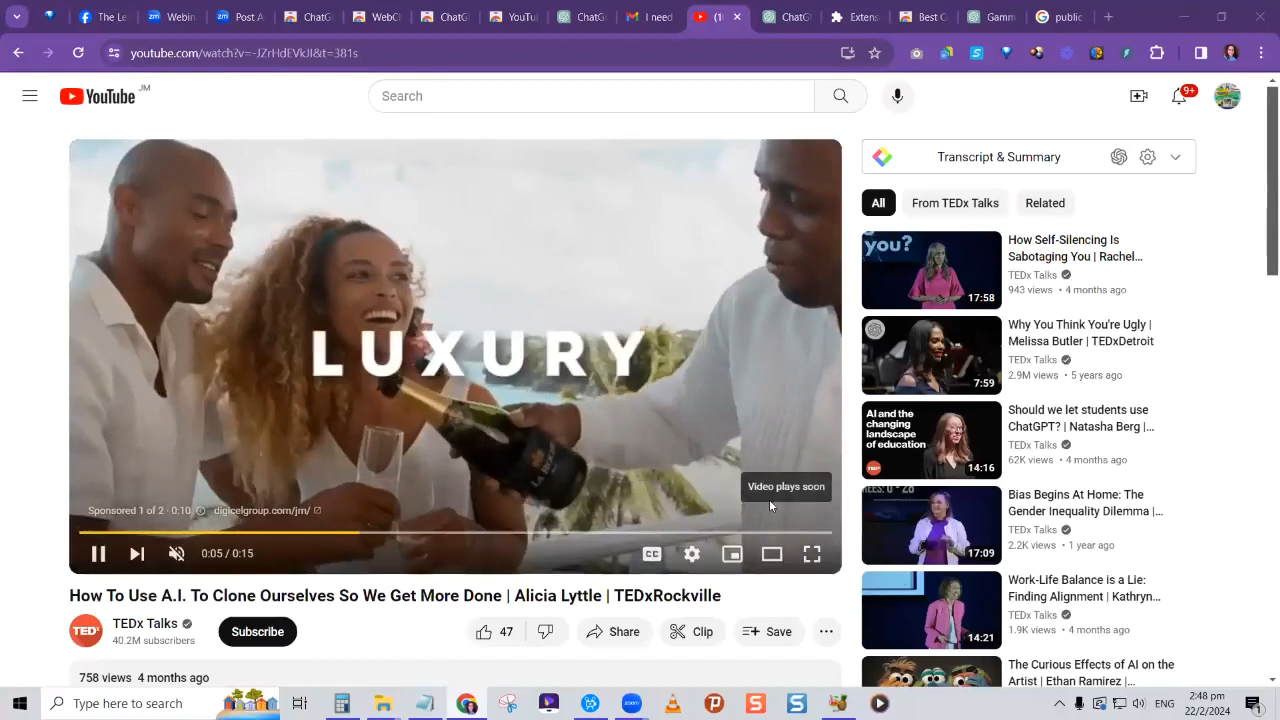 The Le
Webin
Post A
ChatG
WebCl
ChatG
YouTu
ChatG
I need
(1
ChatG
Extens
Best C
Gamm
public
youtube.com/watch?v=-JZrHdEVkJI&t=381s
YouTube JM
Search
9+
LUXURY
Video plays soon
Sponsored 1 of 2 · 0:10 digicelgroup.com/jm/
0:05 / 0:15
CC
How To Use A.I. To Clone Ourselves So We Get More Done | Alicia Lyttle | TEDxRockville
TED
TEDx Talks
40.2M subscribers
Subscribe
47
Share
Clip
Save
758 views 4 months ago
Transcript & Summary
All
From TEDx Talks
Related
you?
17:58
How Self-Silencing Is
Sabotaging You | Rachel...
TEDx Talks
943 views • 4 months ago
7:59
Why You Think You're Ugly |
Melissa Butler | TEDxDetroit
TEDx Talks
2.9M views • 5 years ago
AI and the
changing
landscape
of education
14:16
Should we let students use
ChatGPT? | Natasha Berg |...
TEDx Talks
62K views • 4 months ago
17:09
Bias Begins At Home: The
Gender Inequality Dilemma |...
TEDx Talks
2.2K views • 1 year ago
14:21
Work-Life Balance is a Lie:
Finding Alignment | Kathryn...
TEDx Talks
1.9K views • 4 months ago
The Curious Effects of AI on the
Artist | Ethan Ramirez |...
Type here to search
zoom
ENG
2:48 pm
22/2/2024